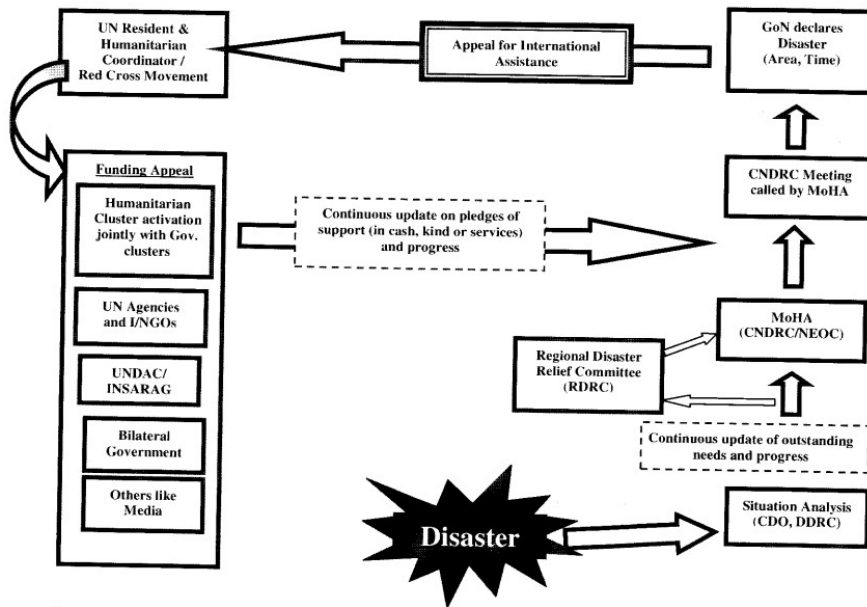 UN Resident &
Humanitarian
Coordinator /
Red Cross Movement
Appeal for International
Assistance
GoN declares
Disaster
(Area, Time)
Funding Appeal
Humanitarian
Cluster activation
jointly with Gov.
clusters
UN Agencies
and I/NGOs
UNDAC/
INSARAG
Bilateral
Government
Others like
Media
Continuous update on pledges of
support (in cash, kind or services)
and progress
CNDRC Meeting
called by MoHA
MoHA
(CNDRC/NEOC)
Regional Disaster
Relief Committee
(RDRC)
Continuous update of outstanding
needs and progress
Disaster
Situation Analysis
(CDO, DDRC)